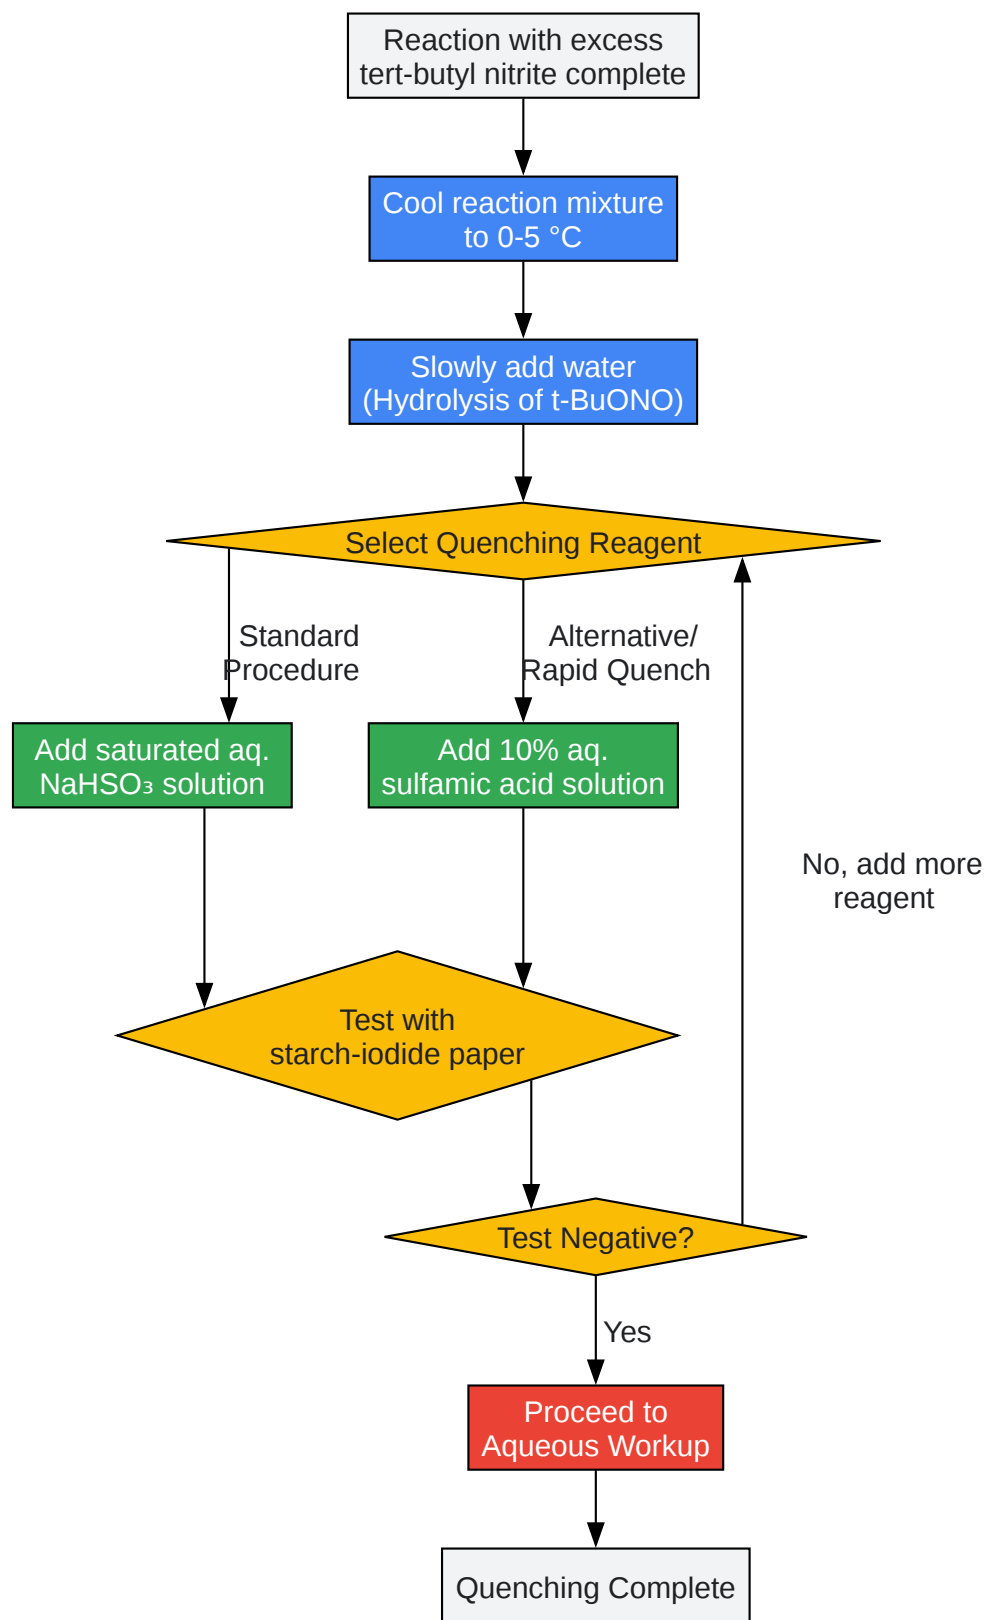 Reaction with excess
tert-butyl nitrite complete
Cool reaction mixture
to 0-5 °C
Slowly add water
(Hydrolysis of t-BuONO)
Select Quenching Reagent
Standard
Procedure
Alternative/
Rapid Quench
Add saturated aq.
NaHSO₃ solution
Add 10% aq.
sulfamic acid solution
No, add more
reagent
Test with
starch-iodide paper
Test Negative?
Yes
Proceed to
Aqueous Workup
Quenching Complete